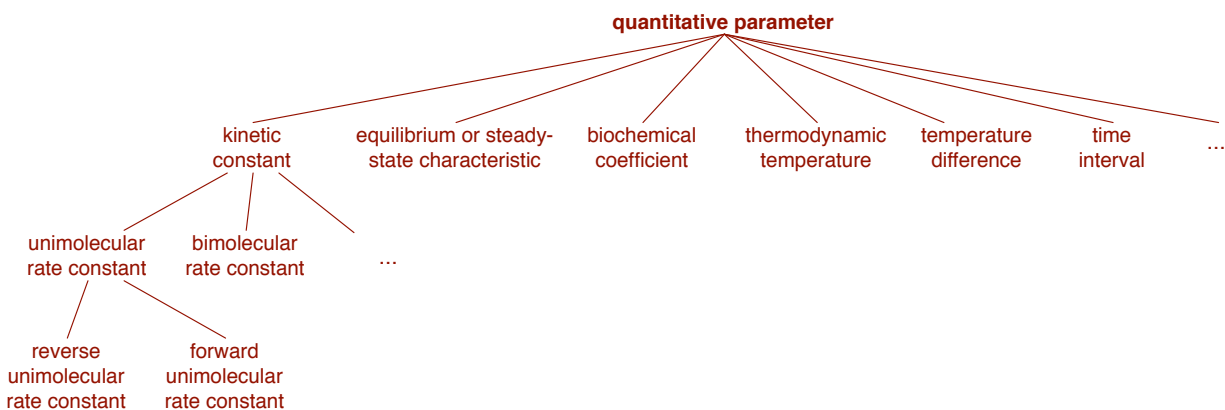 quantitative parameter
kinetic
constant
equilibrium or steady-
state characteristic
biochemical
coefficient
thermodynamic
temperature
temperature
difference
time
interval
...
unimolecular
rate constant
bimolecular
rate constant
...
reverse
unimolecular
rate constant
forward
unimolecular
rate constant